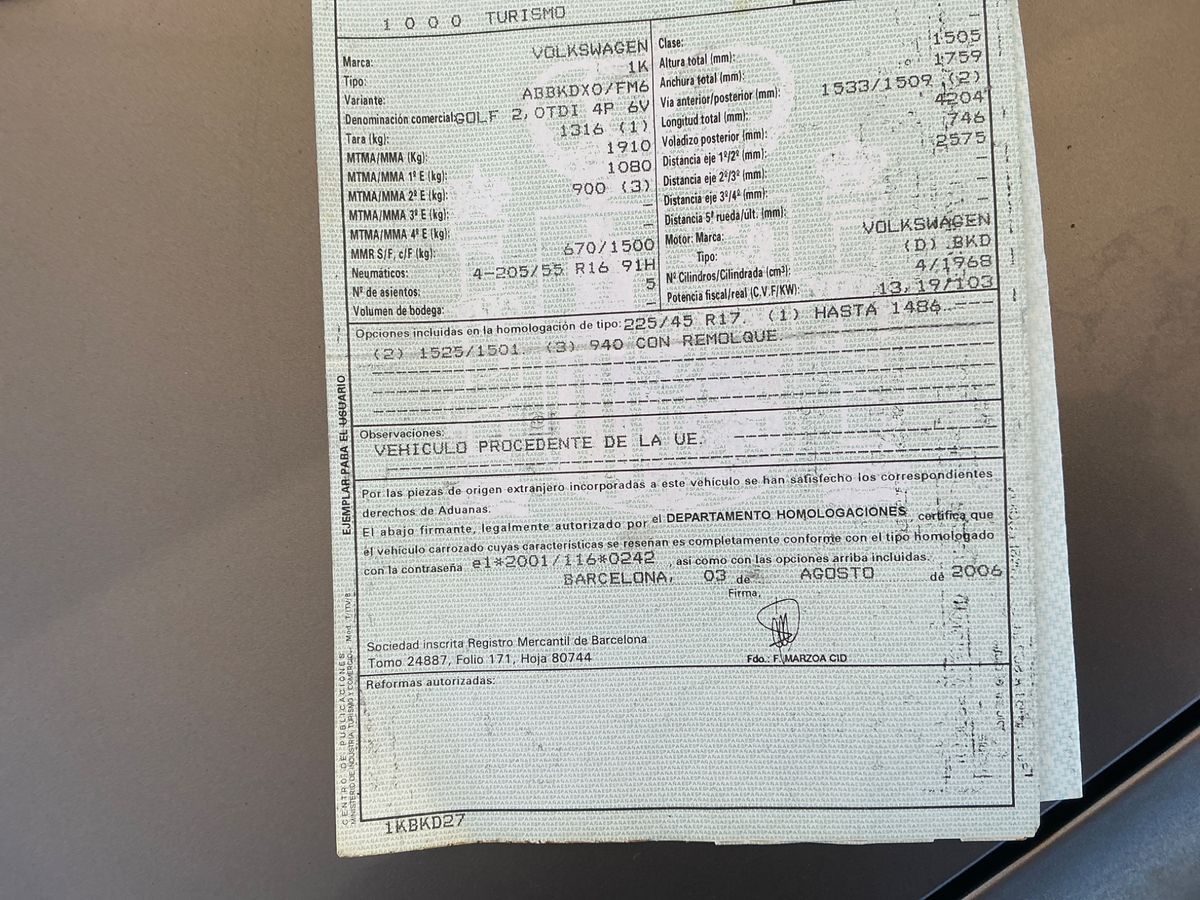 1000 TURISMO
Marca: VOLKSWAGEN
Tipo: 1K
Variante: ABBKDX0/FM6
Denominación comercial: GOLF 2,0TDI 4P 6V
Tara (kg): 1316 (1)
MTMA/MMA (Kg): 1910
MTMA/MMA 1º E (kg): 1080
MTMA/MMA 2º E (kg): 900 (3)
MTMA/MMA 3º E (kg): –
MTMA/MMA 4º E (kg): –
MMR S/F, c/F (kg): 670/1500
Neumáticos: 4-205/55 R16 91H
Nº de asientos: 5
Volumen de bodega: –
Clase: –
Altura total (mm): 1505
Anchura total (mm): 1759
Vía anterior/posterior (mm): 1533/1509 (2)
Longitud total (mm): 4204
Voladizo posterior (mm): 746
Distancia eje 1º/2º (mm): 2575
Distancia eje 2º/3º (mm): –
Distancia eje 3º/4º (mm): –
Distancia 5ª rueda/últ. (mm): –
Motor: Marca: VOLKSWAGEN
Tipo: (D) BKD
Nº Cilindros/Cilindrada (cm³): 4/1968
Potencia fiscal/real (C.V.F/KW): 13,19/103
Opciones incluidas en la homologación de tipo: 225/45 R17. (1) HASTA 1486.
(2) 1525/1501. (3) 940 CON REMOLQUE.
Observaciones:
VEHICULO PROCEDENTE DE LA UE.
Por las piezas de origen extranjero incorporadas a este vehículo se han satisfecho los correspondientes
derechos de Aduanas.
El abajo firmante, legalmente autorizado por el DEPARTAMENTO HOMOLOGACIONES certifica que
el vehículo carrozado cuyas características se reseñan es completamente conforme con el tipo homologado
con la contraseña e1*2001/116*0242 , así como con las opciones arriba incluidas.
BARCELONA, 03 de AGOSTO de 2006
Firma,
Sociedad inscrita Registro Mercantil de Barcelona
Tomo 24887, Folio 171, Hoja 80744
Fdo.: F. MARZOA CID
Reformas autorizadas:
1KBKD27
EJEMPLAR PARA EL USUARIO
CENTRO DE PUBLICACIONES
MINISTERIO DE INDUSTRIA, TURISMO Y COMERCIO